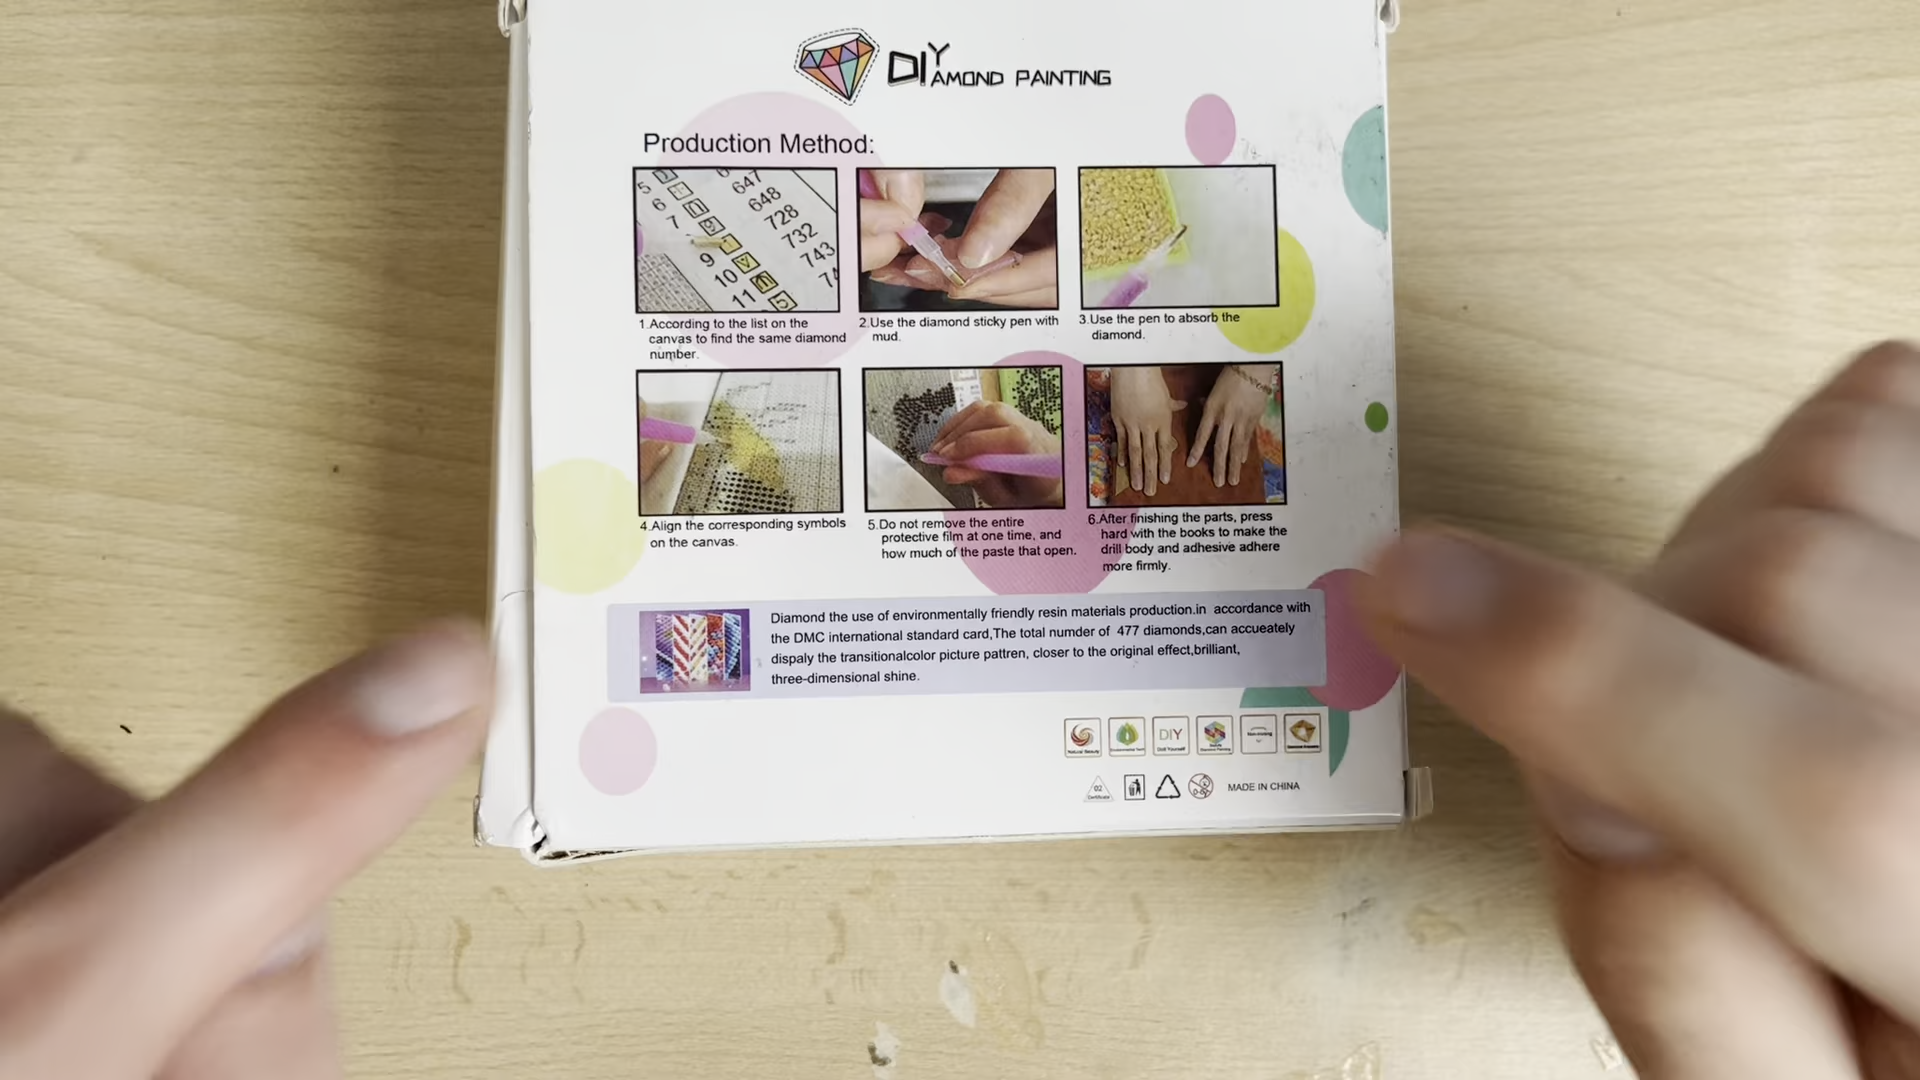 DIY
AMOND PAINTING
Production Method:
5
6
7
9
10
11
647
648
728
732
743
1.According to the list on the
canvas to find the same diamond
number.
2.Use the diamond sticky pen with
mud.
3.Use the pen to absorb the
diamond.
4.Align the corresponding symbols
on the canvas.
5.Do not remove the entire
protective film at one time, and
how much of the paste that open.
6.After finishing the parts, press
hard with the books to make the
drill body and adhesive adhere
more firmly.
Diamond the use of environmentally friendly resin materials production.in accordance with
the DMC international standard card,The total numder of 477 diamonds,can accueately
dispaly the transitionalcolor picture pattren, closer to the original effect,brilliant,
three-dimensional shine.
Natural Beauty
DIY
02
0-3
MADE IN CHINA